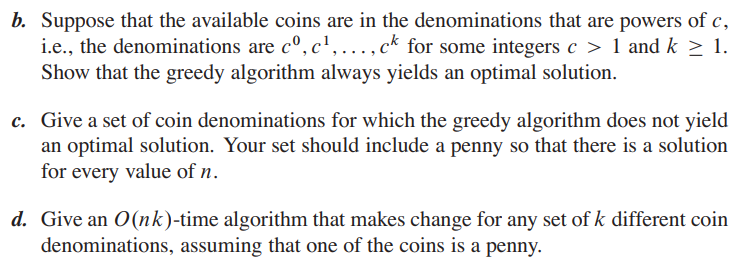 b. Suppose that the available coins are in the denominations that are powers of c,
i.e., the denominations are c⁰, c¹, . . . , cᵏ for some integers c > 1 and k ≥ 1.
Show that the greedy algorithm always yields an optimal solution.
c. Give a set of coin denominations for which the greedy algorithm does not yield
an optimal solution. Your set should include a penny so that there is a solution
for every value of n.
d. Give an O(nk)-time algorithm that makes change for any set of k different coin
denominations, assuming that one of the coins is a penny.